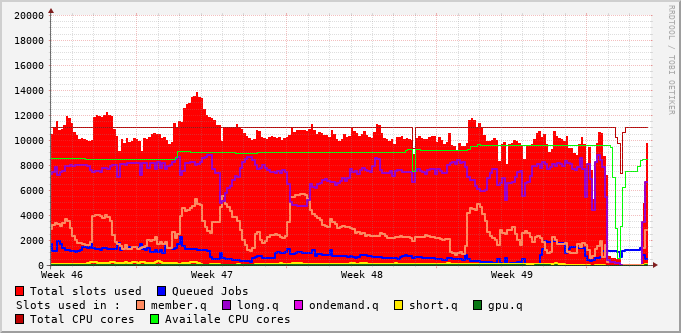 RRDTOOL / TOBI OETIKER
20000
18000
16000
14000
12000
10000
8000
6000
4000
2000
0
Week 46 Week 47 Week 48 Week 49
Total slots used Queued Jobs
Slots used in : member.q long.q ondemand.q short.q gpu.q
Total CPU cores Availale CPU cores